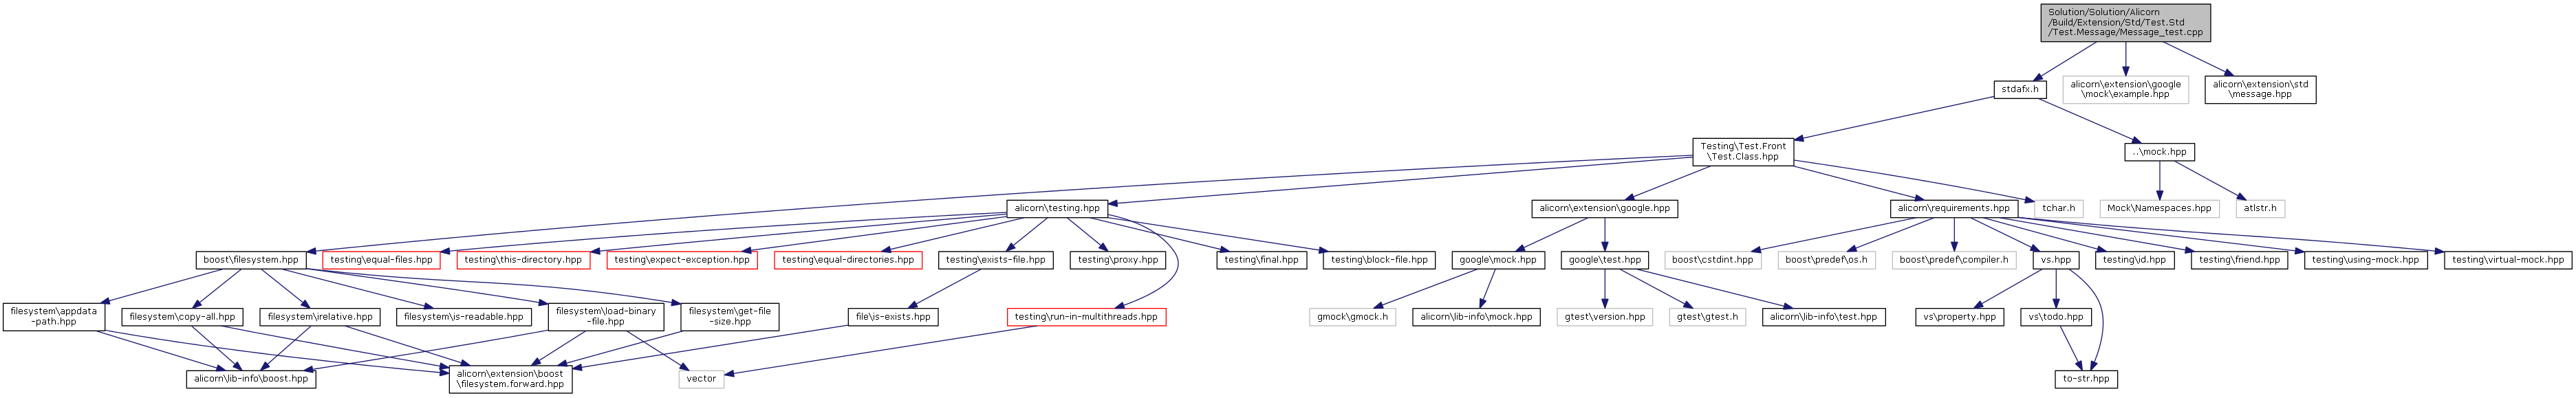 Solution/Solution/Alicorn
/Build/Extension/Std/Test.Std
/Test.Message/Message_test.cpp
stdafx.h
alicorn\extension\google
\mock\example.hpp
alicorn\extension\std
\message.hpp
Testing\Test.Front
\Test.Class.hpp
..\mock.hpp
alicorn\testing.hpp
alicorn\extension\google.hpp
alicorn\requirements.hpp
tchar.h
Mock\Namespaces.hpp
atlstr.h
boost\filesystem.hpp
testing\equal-files.hpp
testing\this-directory.hpp
testing\expect-exception.hpp
testing\equal-directories.hpp
testing\exists-file.hpp
testing\proxy.hpp
testing\final.hpp
testing\block-file.hpp
google\mock.hpp
google\test.hpp
boost\cstdint.hpp
boost\predef\os.h
boost\predef\compiler.h
vs.hpp
testing\id.hpp
testing\friend.hpp
testing\using-mock.hpp
testing\virtual-mock.hpp
filesystem\appdata
-path.hpp
filesystem\copy-all.hpp
filesystem\irelative.hpp
filesystem\is-readable.hpp
filesystem\load-binary
-file.hpp
filesystem\get-file
-size.hpp
file\is-exists.hpp
testing\run-in-multithreads.hpp
gmock\gmock.h
alicorn\lib-info\mock.hpp
gtest\version.hpp
gtest\gtest.h
alicorn\lib-info\test.hpp
vs\property.hpp
vs\todo.hpp
alicorn\lib-info\boost.hpp
alicorn\extension\boost
\filesystem.forward.hpp
vector
to-str.hpp